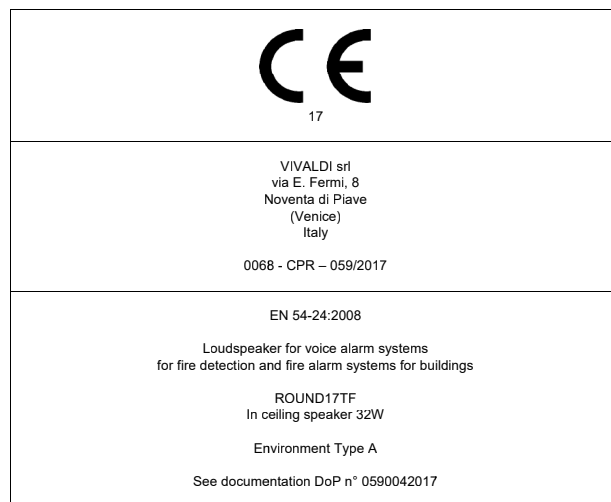 CE
17
VIVALDI srl
via E. Fermi, 8
Noventa di Piave
(Venice)
Italy
0068 - CPR – 059/2017
EN 54-24:2008
Loudspeaker for voice alarm systems
for fire detection and fire alarm systems for buildings
ROUND17TF
In ceiling speaker 32W
Environment Type A
See documentation DoP n° 0590042017